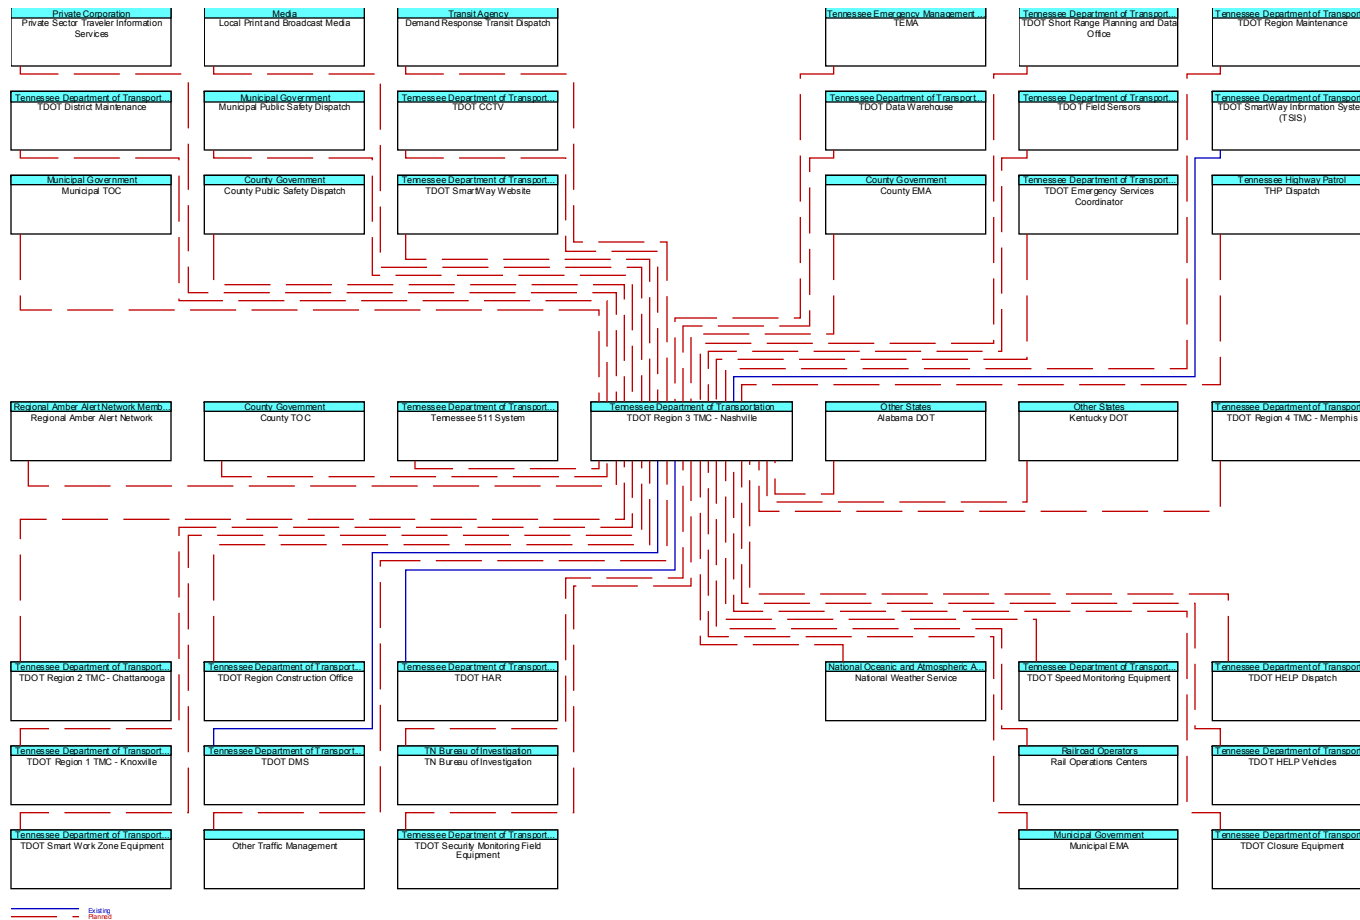 Private Corporation
Private Sector Traveler Information
Services
Media
Local Print and Broadcast Media
Transit Agency
Demand Response Transit Dispatch
Tennessee Emergency Management ...
TEMA
Tennessee Department of Transport...
TDOT Short Range Planning and Data
Office
Tennessee Department of Transport
TDOT Region Maintenance
Tennessee Department of Transport...
TDOT District Maintenance
Municipal Government
Municipal Public Safety Dispatch
Tennessee Department of Transport...
TDOT CCTV
Tennessee Department of Transport...
TDOT Data Warehouse
Tennessee Department of Transport...
TDOT Field Sensors
Tennessee Department of Transport
TDOT SmartWay Information Syste
(TSIS)
Municipal Government
Municipal TOC
County Government
County Public Safety Dispatch
Tennessee Department of Transport...
TDOT SmartWay Website
County Government
County EMA
Tennessee Department of Transport...
TDOT Emergency Services
Coordinator
Tennessee Highway Patrol
THP Dispatch
Regional Amber Alert Network Memb...
Regional Amber Alert Network
County Government
County TOC
Tennessee Department of Transport...
Tennessee 511 System
Tennessee Department of Transportation
TDOT Region 3 TMC - Nashville
Other States
Alabama DOT
Other States
Kentucky DOT
Tennessee Department of Transport
TDOT Region 4 TMC - Memphis
Tennessee Department of Transport...
TDOT Region 2 TMC - Chattanooga
Tennessee Department of Transport...
TDOT Region Construction Office
Tennessee Department of Transport...
TDOT HAR
National Oceanic and Atmospheric A...
National Weather Service
Tennessee Department of Transport...
TDOT Speed Monitoring Equipment
Tennessee Department of Transport
TDOT HELP Dispatch
Tennessee Department of Transport...
TDOT Region 1 TMC - Knoxville
Tennessee Department of Transport...
TDOT DMS
TN Bureau of Investigation
TN Bureau of Investigation
Railroad Operators
Rail Operations Centers
Tennessee Department of Transport
TDOT HELP Vehicles
Tennessee Department of Transport...
TDOT Smart Work Zone Equipment
Other Traffic Management
Tennessee Department of Transport...
TDOT Security Monitoring Field
Equipment
Municipal Government
Municipal EMA
Tennessee Department of Transport
TDOT Closure Equipment
Existing
Planned